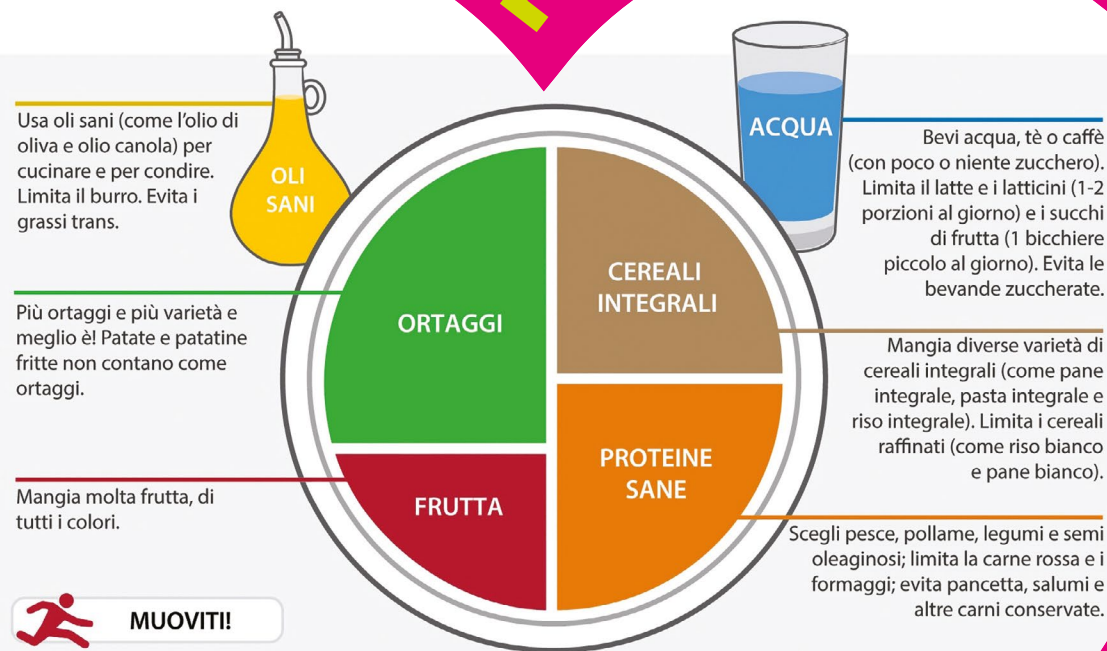 Usa oli sani (come l'olio di
oliva e olio canola) per
cucinare e per condire.
Limita il burro. Evita i
grassi trans.
OLI
SANI
ACQUA
Bevi acqua, tè o caffè
(con poco o niente zucchero).
Limita il latte e i latticini (1-2
porzioni al giorno) e i succhi
di frutta (1 bicchiere
piccolo al giorno). Evita le
bevande zuccherate.
Più ortaggi e più varietà e
meglio è! Patate e patatine
fritte non contano come
ortaggi.
ORTAGGI
CEREALI
INTEGRALI
Mangia diverse varietà di
cereali integrali (come pane
integrale, pasta integrale e
riso integrale). Limita i cereali
raffinati (come riso bianco
e pane bianco).
Mangia molta frutta, di
tutti i colori.
FRUTTA
PROTEINE
SANE
Scegli pesce, pollame, legumi e semi
oleaginosi; limita la carne rossa e i
formaggi; evita pancetta, salumi e
altre carni conservate.
MUOVITI!